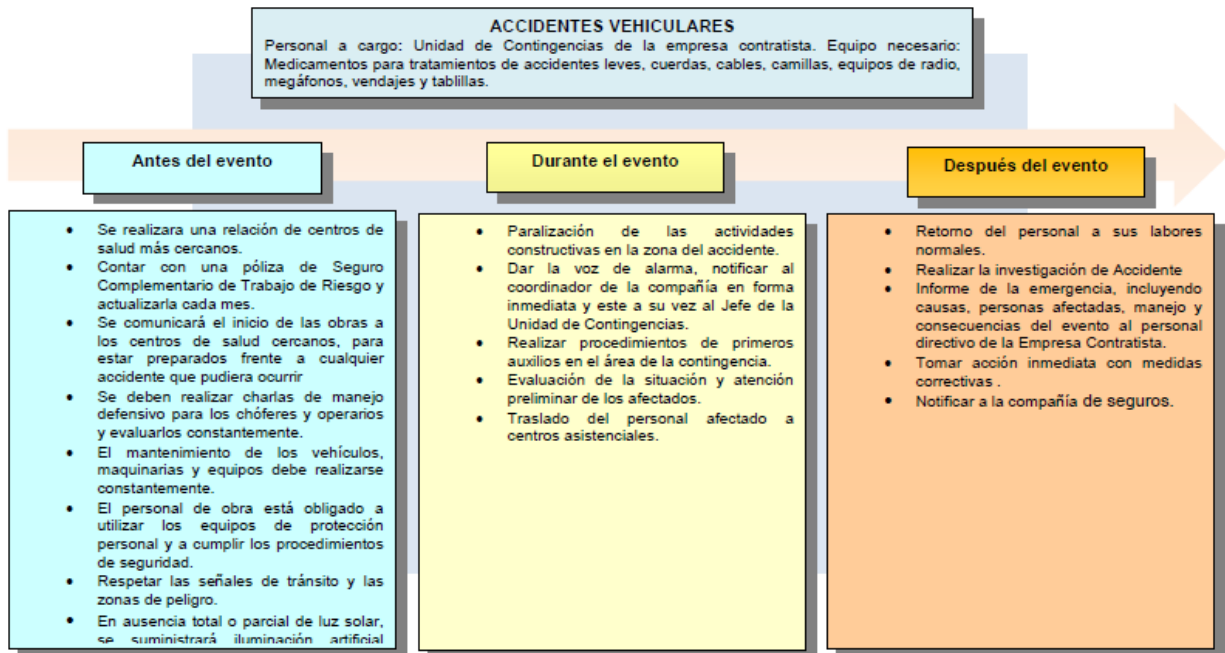 ACCIDENTES VEHICULARES
Personal a cargo: Unidad de Contingencias de la empresa contratista. Equipo necesario:
Medicamentos para tratamientos de accidentes leves, cuerdas, cables, camillas, equipos de radio,
megáfonos, vendajes y tablillas.
Antes del evento
• Se realizara una relación de centros de
salud más cercanos.
• Contar con una póliza de Seguro
Complementario de Trabajo de Riesgo y
actualizarla cada mes.
• Se comunicará el inicio de las obras a
los centros de salud cercanos, para
estar preparados frente a cualquier
accidente que pudiera ocurrir
• Se deben realizar charlas de manejo
defensivo para los chóferes y operarios
y evaluarlos constantemente.
• El mantenimiento de los vehículos,
maquinarias y equipos debe realizarse
constantemente.
• El personal de obra está obligado a
utilizar los equipos de protección
personal y a cumplir los procedimientos
de seguridad.
• Respetar las señales de tránsito y las
zonas de peligro.
• En ausencia total o parcial de luz solar,
se suministrará iluminación artificial
Durante el evento
• Paralización de las actividades
constructivas en la zona del accidente.
• Dar la voz de alarma, notificar al
coordinador de la compañía en forma
inmediata y este a su vez al Jefe de la
Unidad de Contingencias.
• Realizar procedimientos de primeros
auxilios en el área de la contingencia.
• Evaluación de la situación y atención
preliminar de los afectados.
• Traslado del personal afectado a
centros asistenciales.
Después del evento
• Retorno del personal a sus labores
normales.
• Realizar la investigación de Accidente
• Informe de la emergencia, incluyendo
causas, personas afectadas, manejo y
consecuencias del evento al personal
directivo de la Empresa Contratista.
• Tomar acción inmediata con medidas
correctivas .
• Notificar a la compañía de seguros.